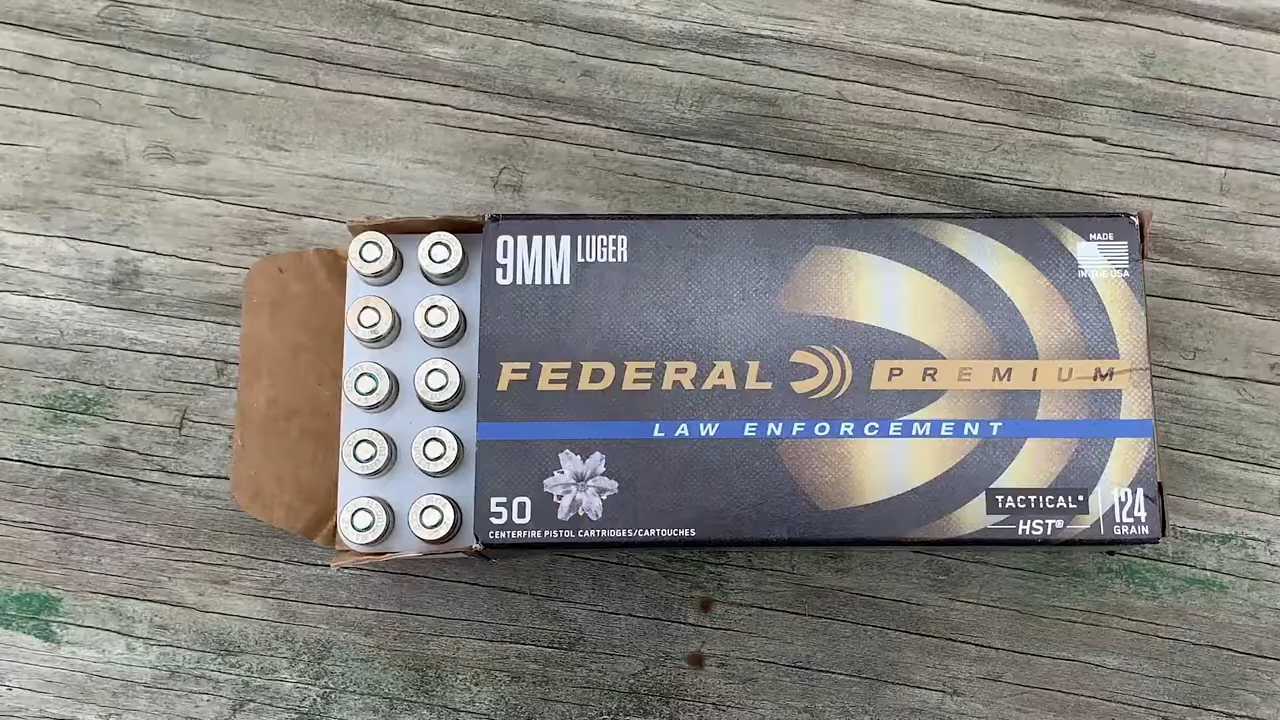 9MM LUGER
MADE
IN THE USA
FEDERAL PREMIUM
LAW ENFORCEMENT
50
CENTERFIRE PISTOL CARTRIDGES/CARTOUCHES
TACTICAL®
HST®
124
GRAIN